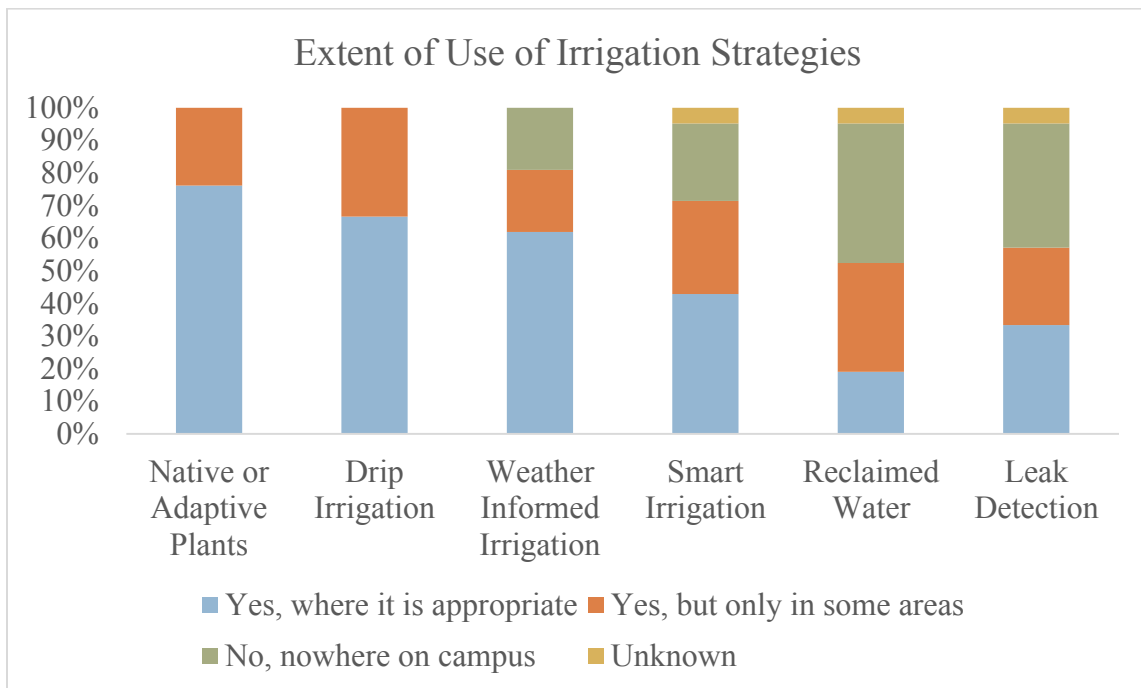 Extent of Use of Irrigation Strategies
100%
90%
80%
70%
60%
50%
40%
30%
20%
10%
0%
Native or
Adaptive
Plants
Drip
Irrigation
Weather
Informed
Irrigation
Smart
Irrigation
Reclaimed
Water
Leak
Detection
Yes, where it is appropriate
Yes, but only in some areas
No, nowhere on campus
Unknown